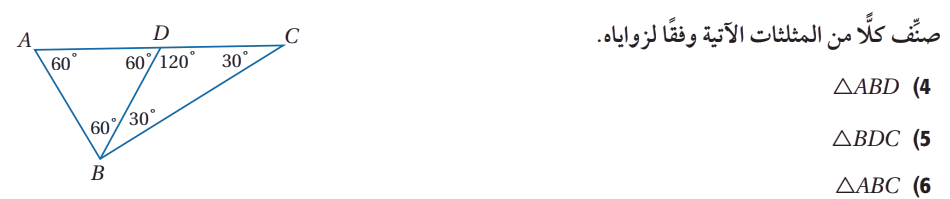 صنِّف كلًّا من المثلثات الآتية وفقًا لزواياه.
4) △ABD
5) △BDC
6) △ABC
A D C
60° 60° 120° 30°
60° 30°
B